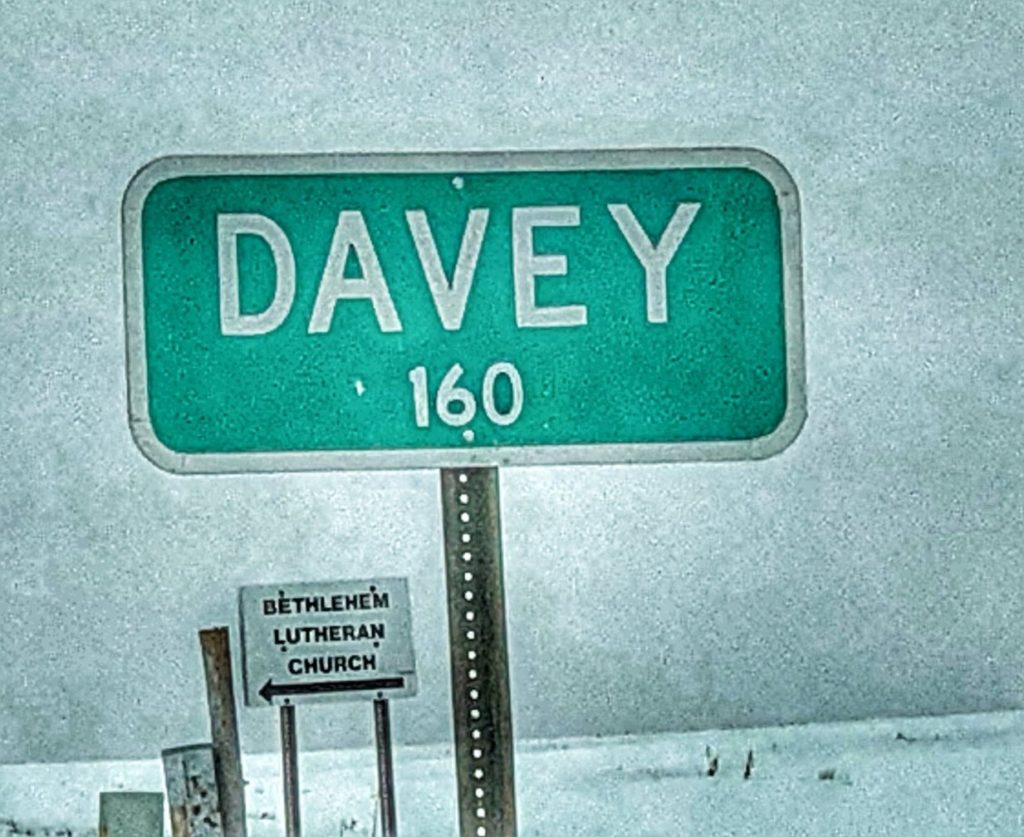 DAVEY
160
BETHLEHEM
LUTHERAN
CHURCH